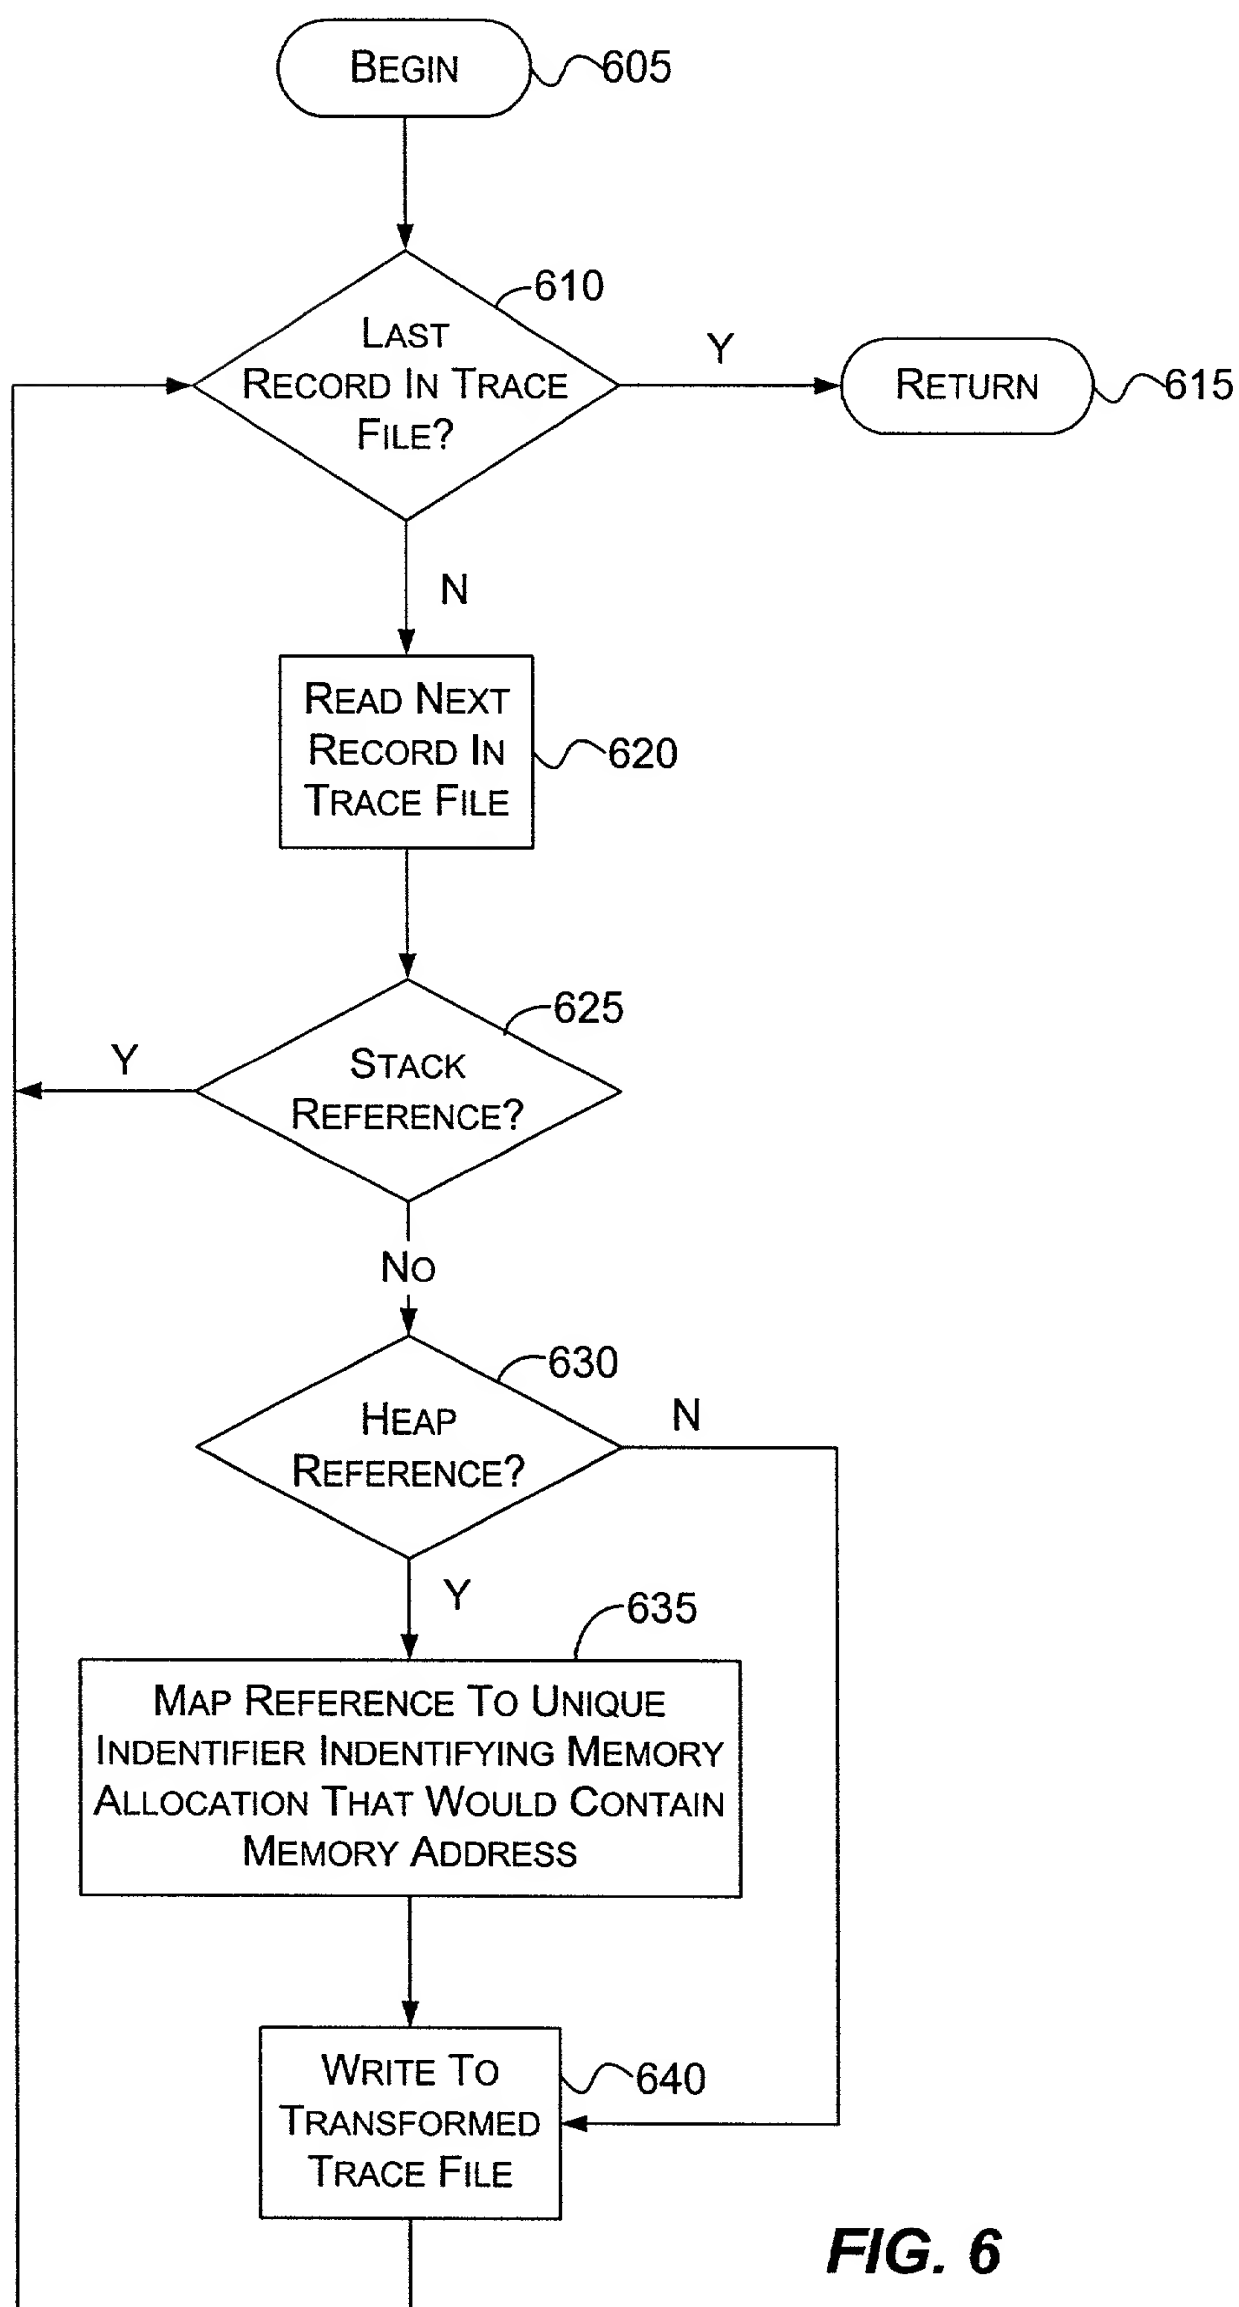 BEGIN
605
610
LAST
RECORD IN TRACE
FILE?
Y
RETURN
615
N
READ NEXT
RECORD IN
TRACE FILE
620
625
Y
STACK
REFERENCE?
NO
630
HEAP
REFERENCE?
N
Y
635
MAP REFERENCE TO UNIQUE
INDENTIFIER INDENTIFYING MEMORY
ALLOCATION THAT WOULD CONTAIN
MEMORY ADDRESS
WRITE TO
TRANSFORMED
TRACE FILE
640
FIG. 6